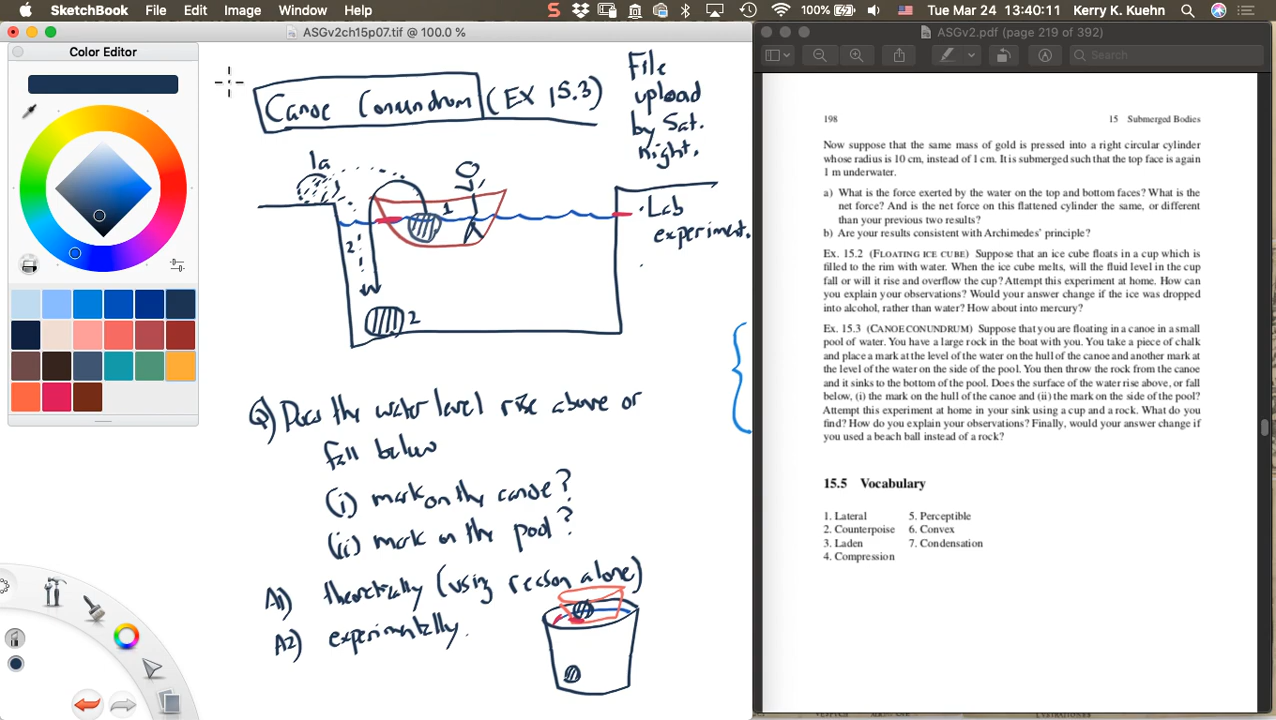 SketchBook File Edit Image Window Help
100% Tue Mar 24 13:40:11 Kerry K. Kuehn
ASGv2ch15p07.tif @ 100.0 %
ASGv2.pdf (page 219 of 392)
Color Editor
Search
Canoe Conundrum (EX 15.3)
File
upload
by Sat.
night.
1a
1
2
2
· Lab
experiment.
Q) Does the water level rise above or
fall below
(i) mark on the canoe?
(ii) mark on the pool?
A1) theoretically (using reason alone)
A2) experimentally.
198 15 Submerged Bodies
Now suppose that the same mass of gold is pressed into a right circular cylinder
whose radius is 10 cm, instead of 1 cm. It is submerged such that the top face is again
1 m underwater.
a) What is the force exerted by the water on the top and bottom faces? What is the
net force? And is the net force on this flattened cylinder the same, or different
than your previous two results?
b) Are your results consistent with Archimedes' principle?
Ex. 15.2 (FLOATING ICE CUBE) Suppose that an ice cube floats in a cup which is
filled to the rim with water. When the ice cube melts, will the fluid level in the cup
fall or will it rise and overflow the cup? Attempt this experiment at home. How can
you explain your observations? Would your answer change if the ice was dropped
into alcohol, rather than water? How about into mercury?
Ex. 15.3 (CANOE CONUNDRUM) Suppose that you are floating in a canoe in a small
pool of water. You have a large rock in the boat with you. You take a piece of chalk
and place a mark at the level of the water on the hull of the canoe and another mark at
the level of the water on the side of the pool. You then throw the rock from the canoe
and it sinks to the bottom of the pool. Does the surface of the water rise above, or fall
below, (i) the mark on the hull of the canoe and (ii) the mark on the side of the pool?
Attempt this experiment at home in your sink using a cup and a rock. What do you
find? How do you explain your observations? Finally, would your answer change if
you used a beach ball instead of a rock?
15.5 Vocabulary
1. Lateral 5. Perceptible
2. Counterpoise 6. Convex
3. Laden 7. Condensation
4. Compression